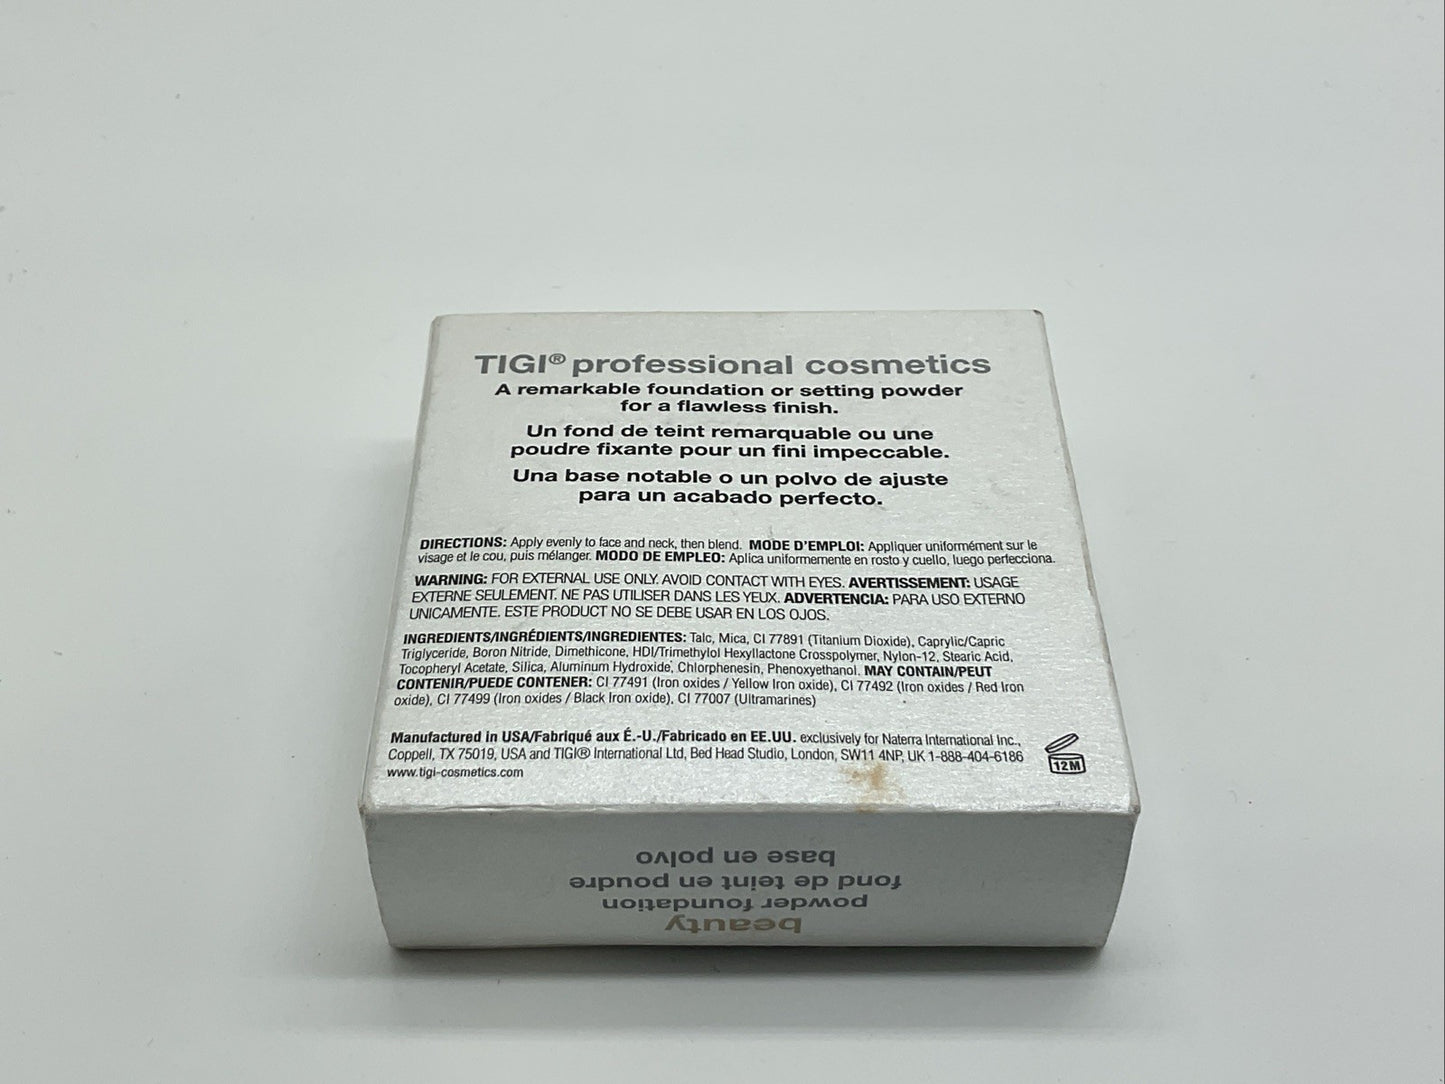 TIGI® professional cosmetics
A remarkable foundation or setting powder
for a flawless finish.
Un fond de teint remarquable ou une
poudre fixante pour un fini impeccable.
Una base notable o un polvo de ajuste
para un acabado perfecto.
DIRECTIONS: Apply evenly to face and neck, then blend. MODE D'EMPLOI: Appliquer uniformément sur le
visage et le cou, puis mélanger. MODO DE EMPLEO: Aplica uniformemente en rosto y cuello, luego perfecciona.
WARNING: FOR EXTERNAL USE ONLY. AVOID CONTACT WITH EYES. AVERTISSEMENT: USAGE
EXTERNE SEULEMENT. NE PAS UTILISER DANS LES YEUX. ADVERTENCIA: PARA USO EXTERNO
UNICAMENTE. ESTE PRODUCT NO SE DEBE USAR EN LOS OJOS.
INGREDIENTS/INGRÉDIENTS/INGREDIENTES: Talc, Mica, CI 77891 (Titanium Dioxide), Caprylic/Capric
Triglyceride, Boron Nitride, Dimethicone, HDI/Trimethylol Hexyllactone Crosspolymer, Nylon-12, Stearic Acid,
Tocopheryl Acetate, Silica, Aluminum Hydroxide, Chlorphenesin, Phenoxyethanol. MAY CONTAIN/PEUT
CONTENIR/PUEDE CONTENER: CI 77491 (Iron oxides / Yellow Iron oxide), CI 77492 (Iron oxides / Red Iron
oxide), CI 77499 (Iron oxides / Black Iron oxide), CI 77007 (Ultramarines)
Manufactured in USA/Fabriqué aux É.-U./Fabricado en EE.UU. exclusively for Naterra International Inc.,
Coppell, TX 75019, USA and TIGI® International Ltd, Bed Head Studio, London, SW11 4NP, UK 1-888-404-6186
www.tigi-cosmetics.com
12M
beauty
powder foundation
fond de teint en poudre
base en polvo